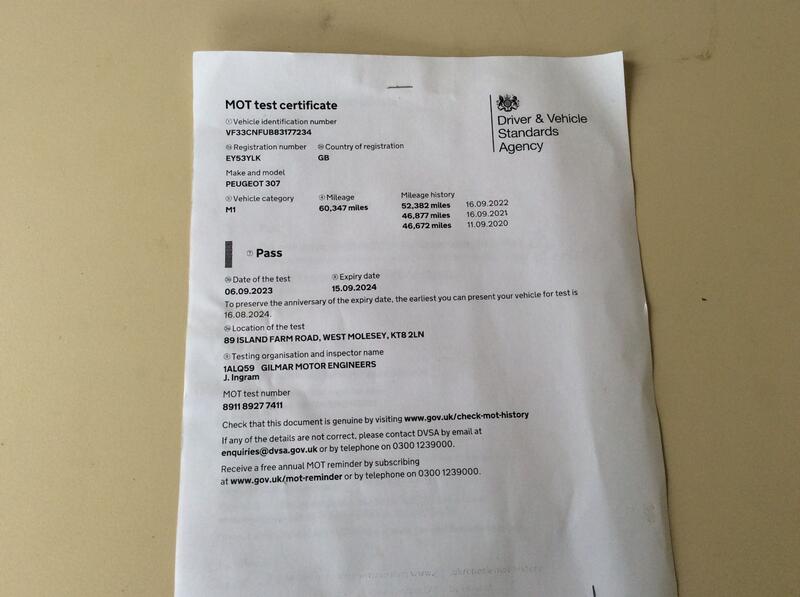 MOT test certificate
Driver & Vehicle
Standards
Agency
① Vehicle identification number
VF33CNFUB83177234
Registration number Country of registration
EY53YLK GB
Make and model
PEUGEOT 307
Vehicle category Mileage Mileage history
M1 60,347 miles 52,382 miles 16.09.2022
46,877 miles 16.09.2021
46,672 miles 11.09.2020
⑦ Pass
Date of the test Expiry date
06.09.2023 15.09.2024
To preserve the anniversary of the expiry date, the earliest you can present your vehicle for test is
16.08.2024.
Location of the test
89 ISLAND FARM ROAD, WEST MOLESEY, KT8 2LN
Testing organisation and inspector name
1ALQ59 GILMAR MOTOR ENGINEERS
J. Ingram
MOT test number
8911 8927 7411
Check that this document is genuine by visiting www.gov.uk/check-mot-history
If any of the details are not correct, please contact DVSA by email at
enquiries@dvsa.gov.uk or by telephone on 0300 1239000.
Receive a free annual MOT reminder by subscribing
at www.gov.uk/mot-reminder or by telephone on 0300 1239000.